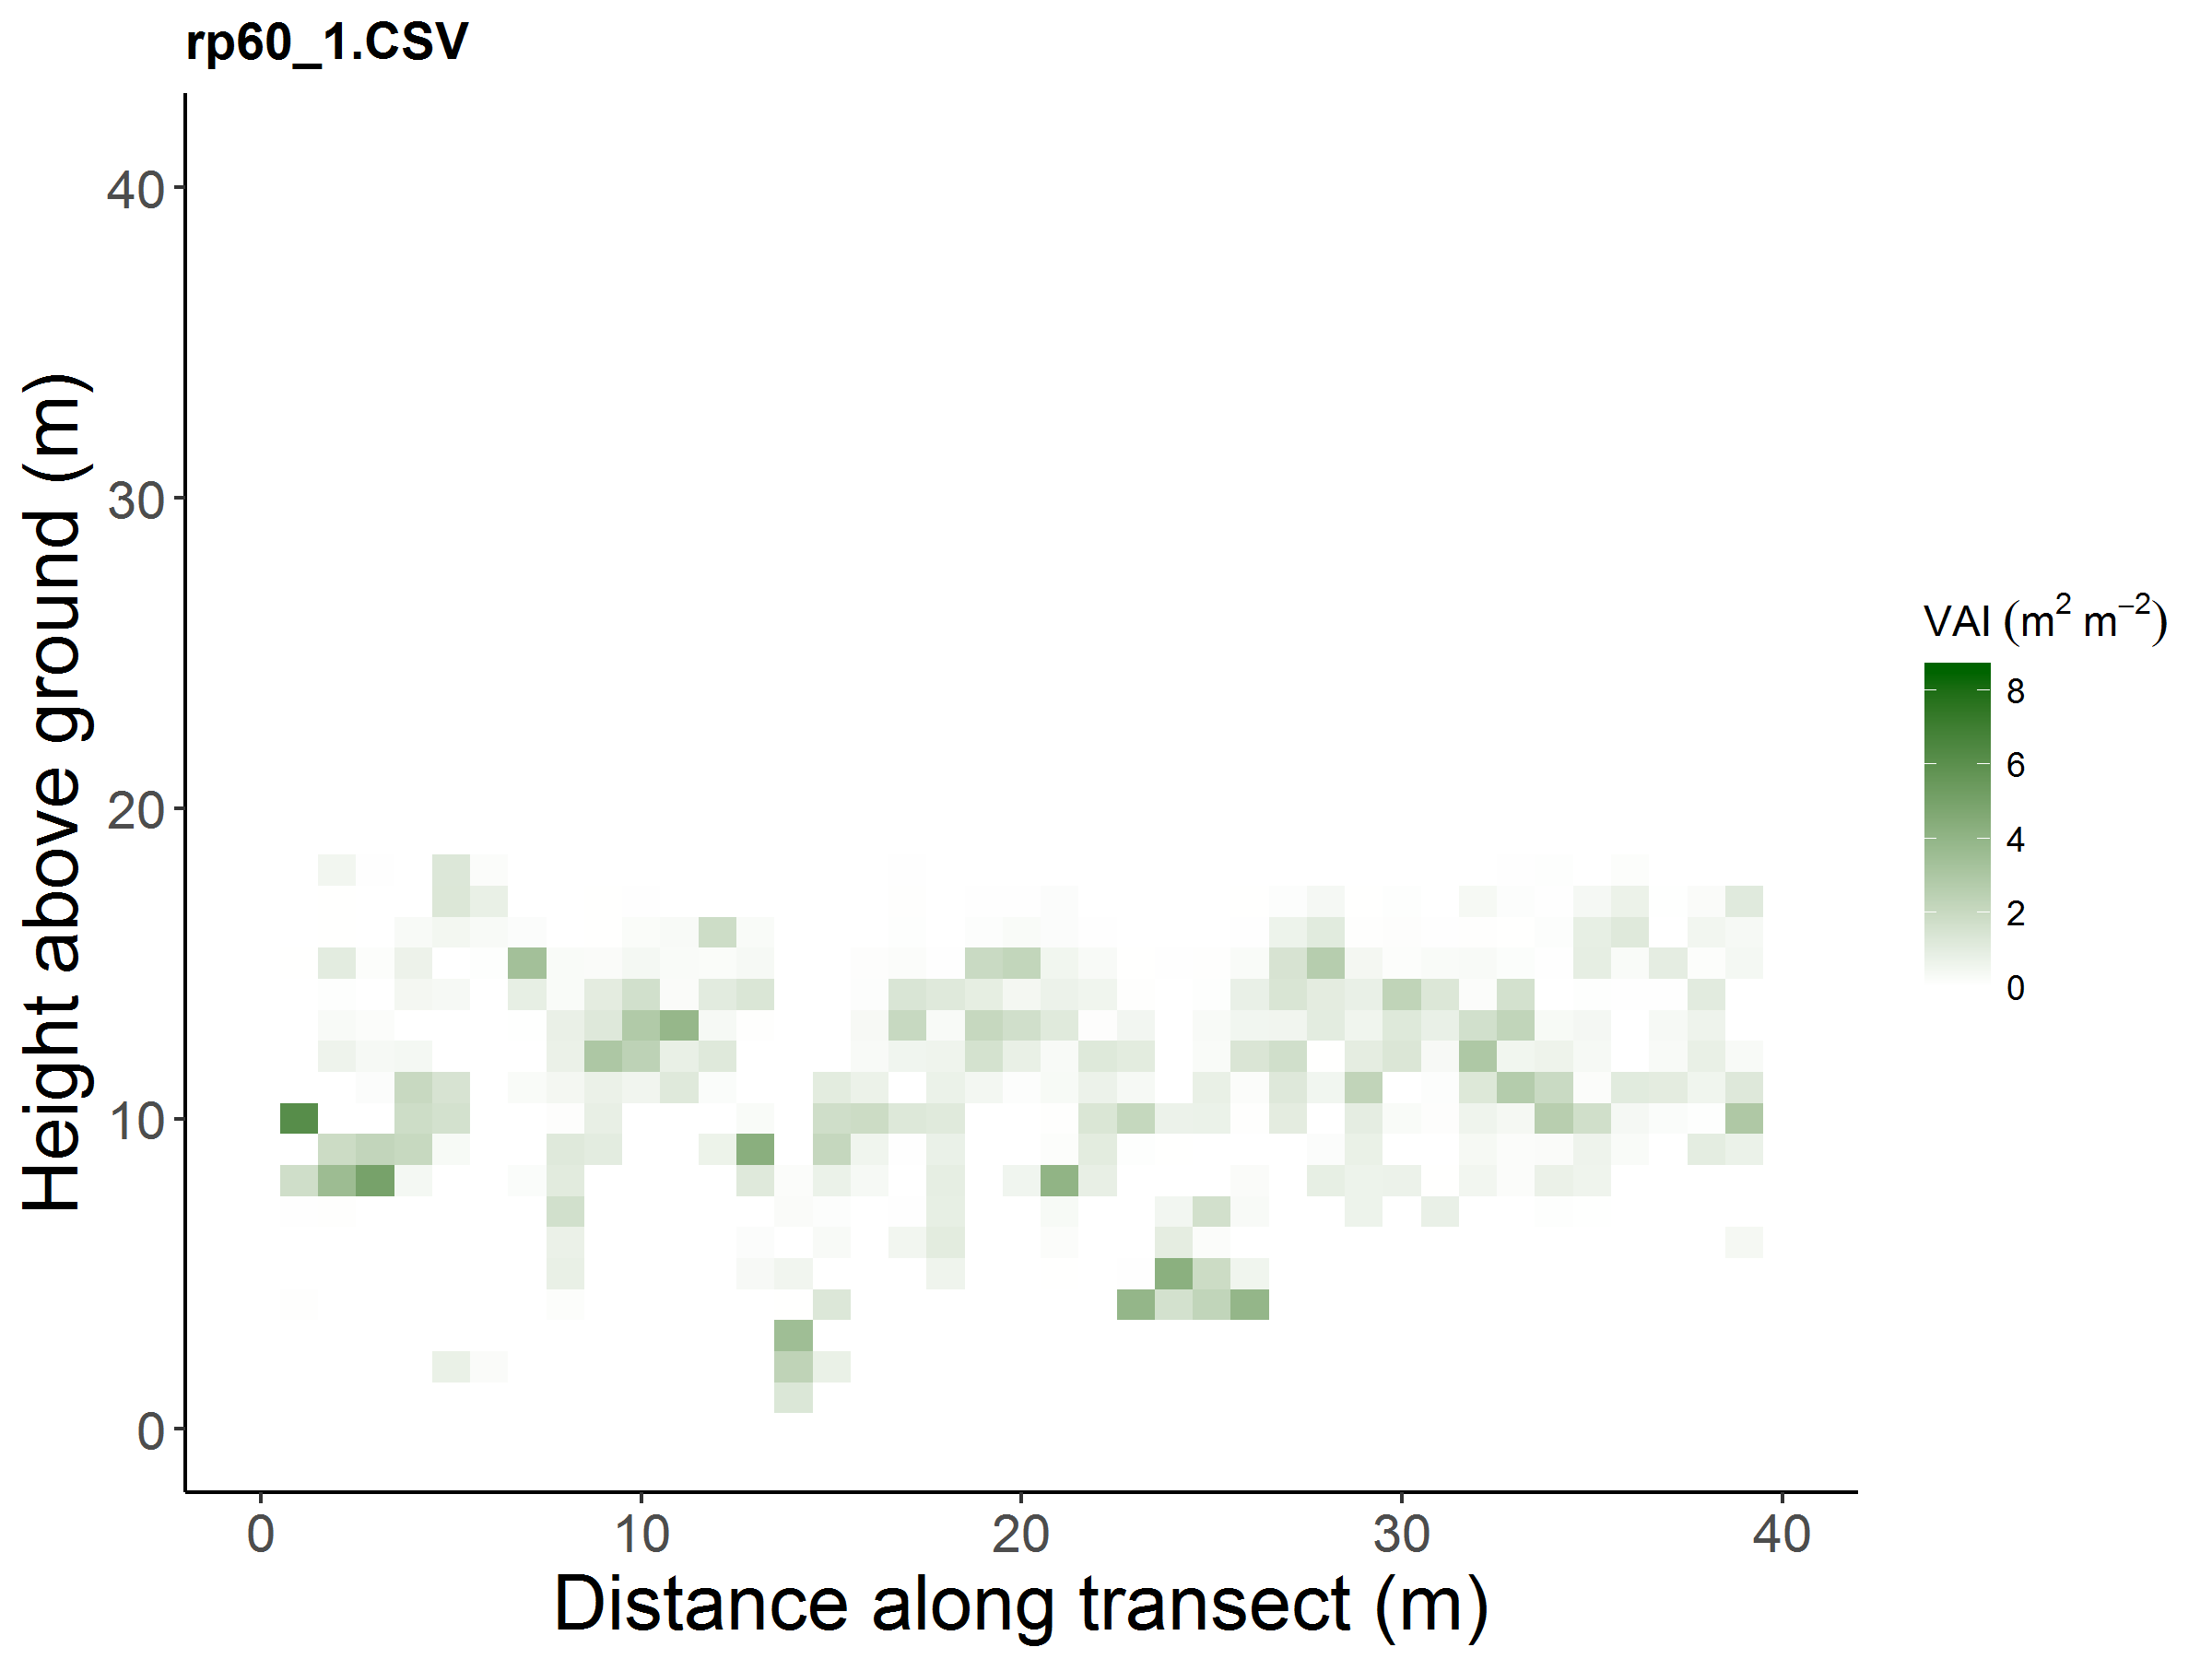 rp60_1.CSV
Height above ground (m)
40
30
20
10
0
0 10 20 30 40
Distance along transect (m)
VAI (m² m⁻²)
8
6
4
2
0